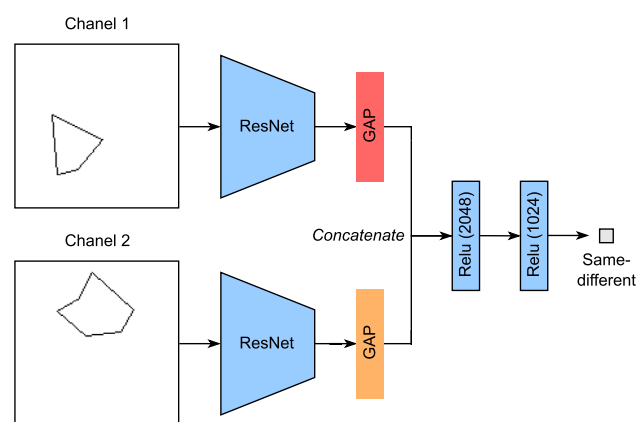 Chanel 1
ResNet
GAP
Concatenate
Relu (2048)
Relu (1024)
Same-
different
Chanel 2
ResNet
GAP